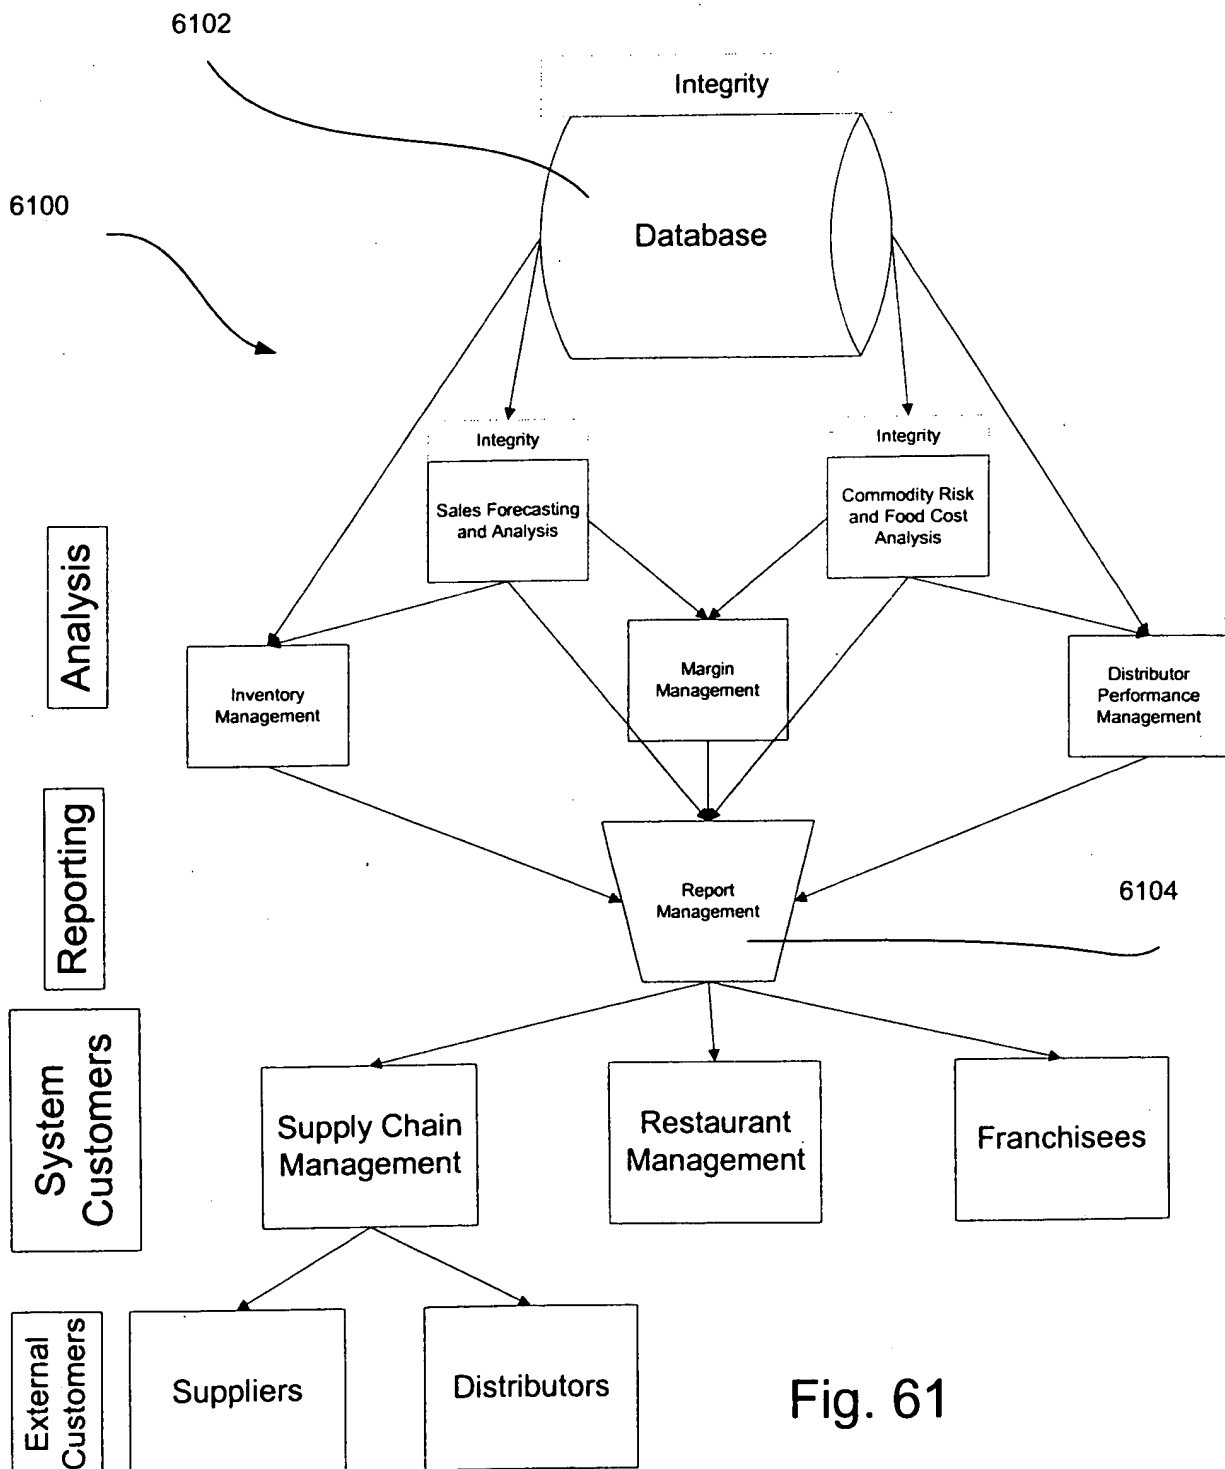 6102
Integrity
6100
Database
Integrity
Integrity
Sales Forecasting
and Analysis
Commodity Risk
and Food Cost
Analysis
Analysis
Inventory
Management
Margin
Management
Distributor
Performance
Management
Reporting
Report
Management
6104
System
Customers
Supply Chain
Management
Restaurant
Management
Franchisees
External
Customers
Suppliers
Distributors
Fig. 61